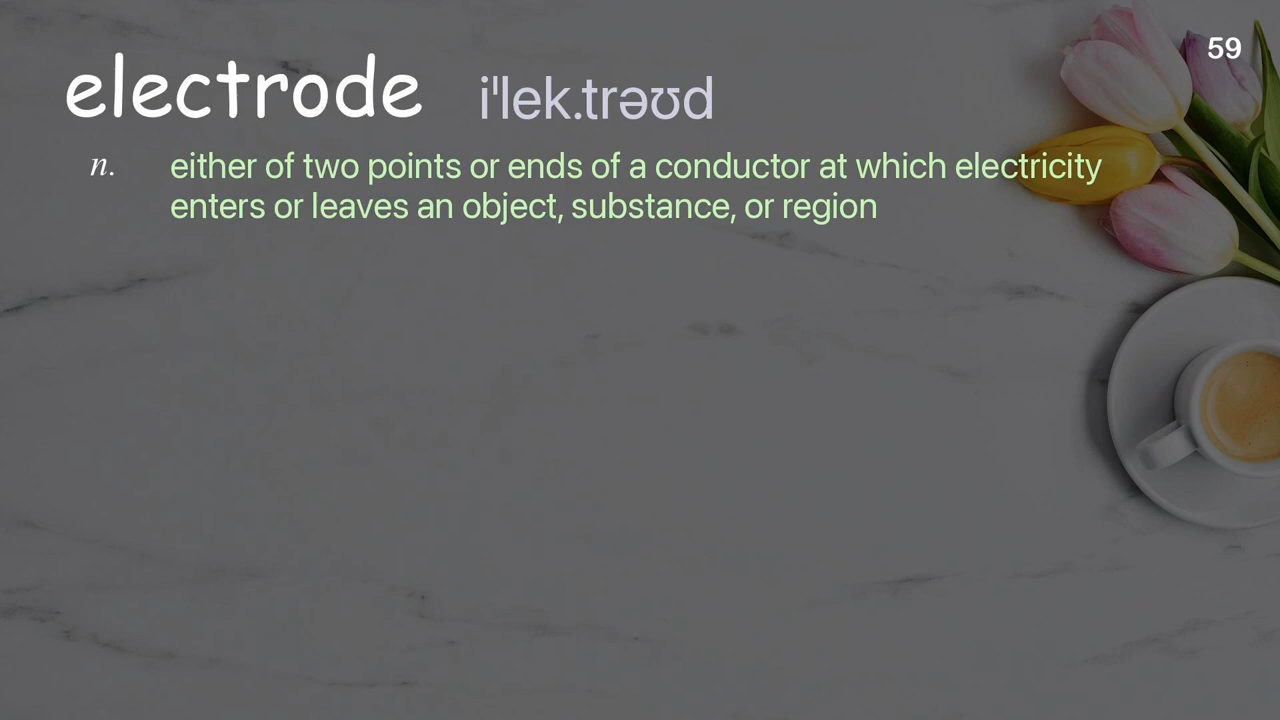 59
electrode iˈlek.trəʊd
n. either of two points or ends of a conductor at which electricity
enters or leaves an object, substance, or region